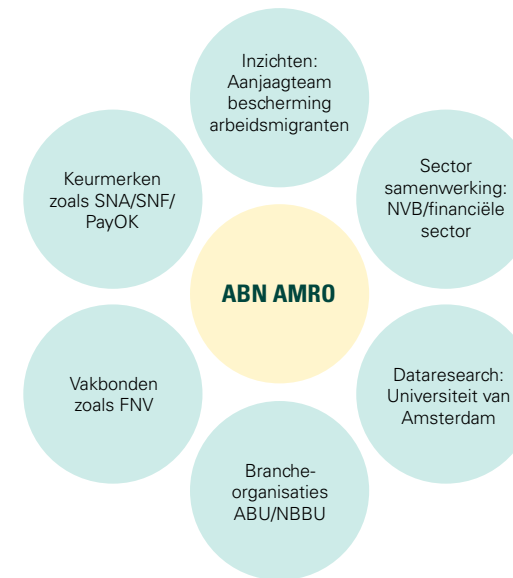 Inzichten:
Aanjaagteam
bescherming
arbeidsmigranten
Keurmerken
zoals SNA/SNF/
PayOK
Sector
samenwerking:
NVB/financiële
sector
ABN AMRO
Vakbonden
zoals FNV
Dataresearch:
Universiteit van
Amsterdam
Branche-
organisaties
ABU/NBBU